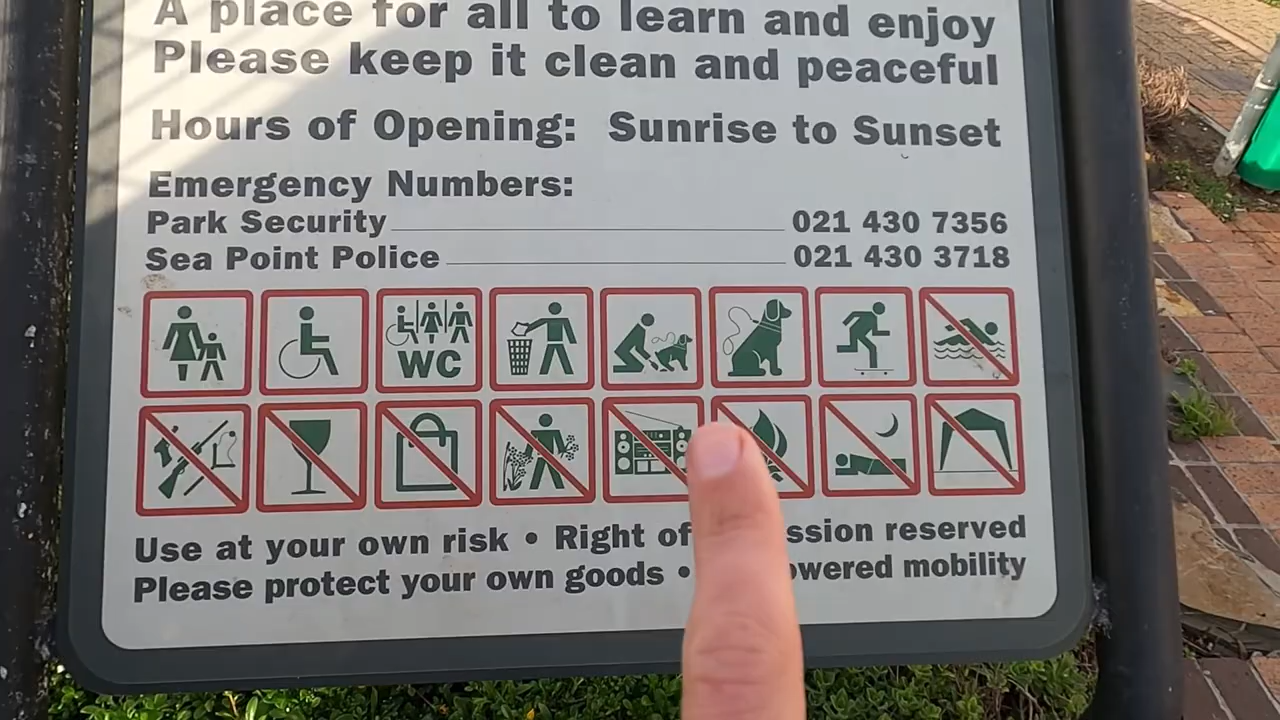 A place for all to learn and enjoy
Please keep it clean and peaceful
Hours of Opening: Sunrise to Sunset
Emergency Numbers:
Park Security 021 430 7356
Sea Point Police 021 430 3718
WC
Use at your own risk • Right of ssion reserved
Please protect your own goods • owered mobility